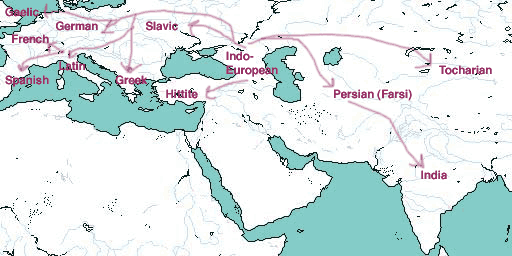 Gaelic
German
Slavic
French
Indo-
European
Latin
Spanish
Greek
Hittite
Tocharian
Persian (Farsi)
India